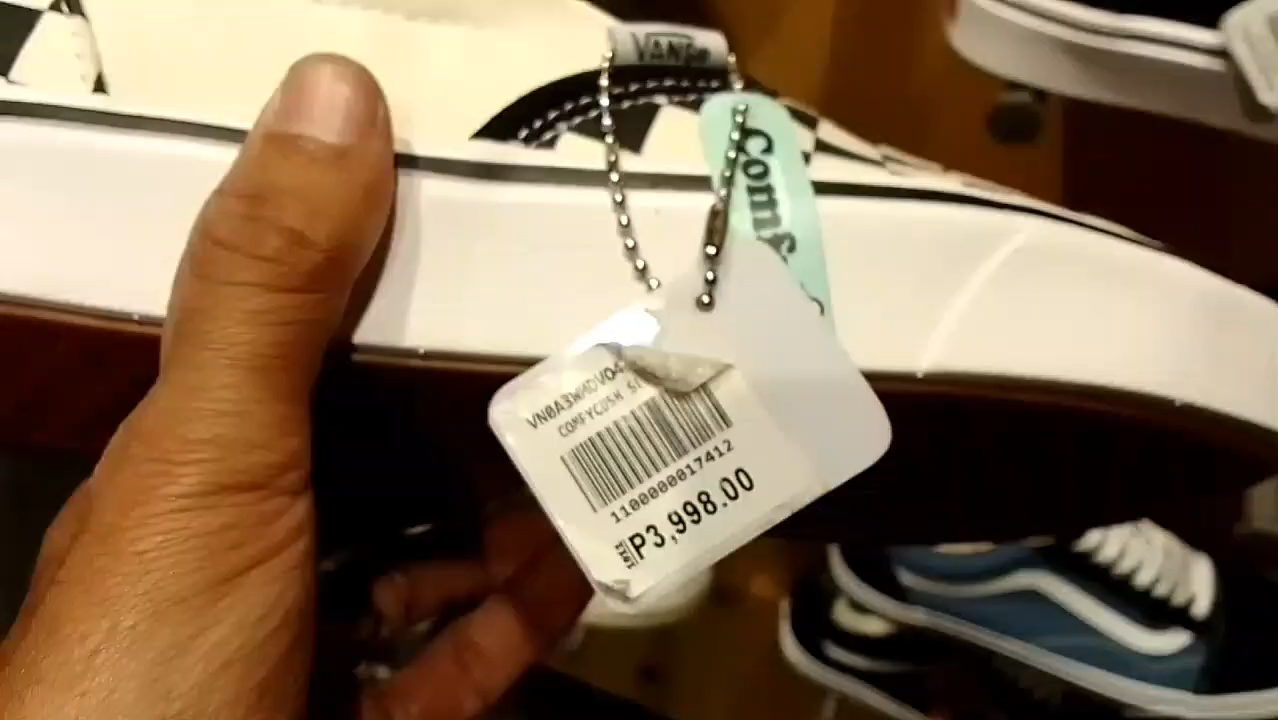 VANS
Comf
VN0A3WMDVO4
COMFYCUSH
1100000017412
P3,998.00